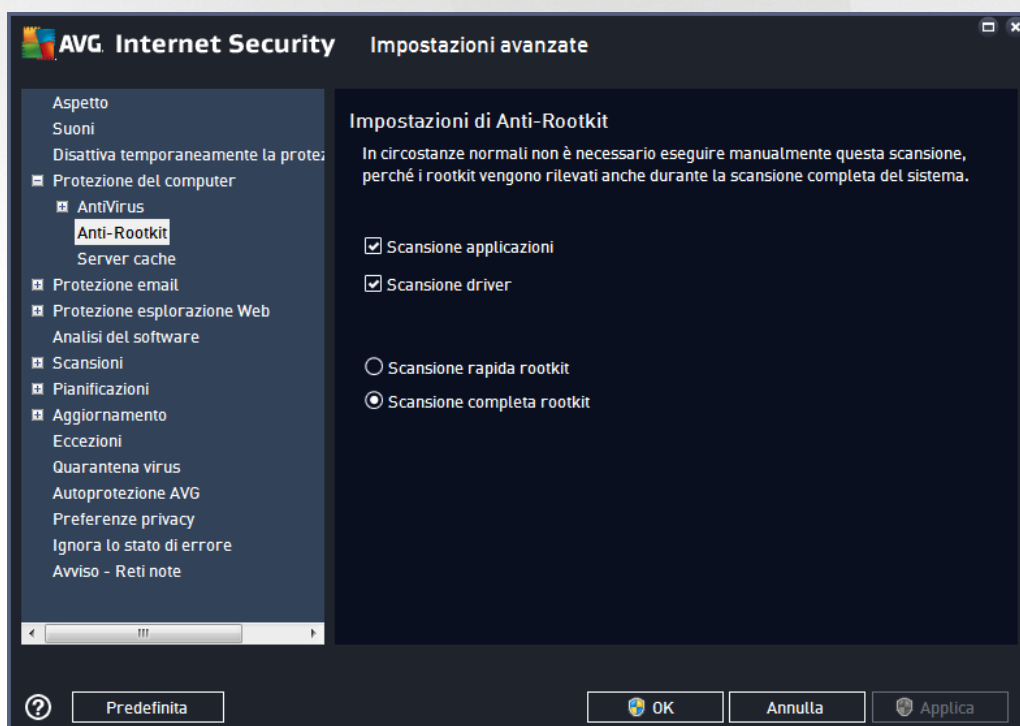 AVG. Internet Security Impostazioni avanzate
Aspetto
Suoni
Disattiva temporaneamente la protez
Protezione del computer
AntiVirus
Anti-Rootkit
Server cache
Protezione email
Protezione esplorazione Web
Analisi del software
Scansioni
Pianificazioni
Aggiornamento
Eccezioni
Quarantena virus
Autoprotezione AVG
Preferenze privacy
Ignora lo stato di errore
Avviso - Reti note
Impostazioni di Anti-Rootkit
In circostanze normali non è necessario eseguire manualmente questa scansione,
perché i rootkit vengono rilevati anche durante la scansione completa del sistema.
Scansione applicazioni
Scansione driver
Scansione rapida rootkit
Scansione completa rootkit
Predefinita
OK
Annulla
Applica